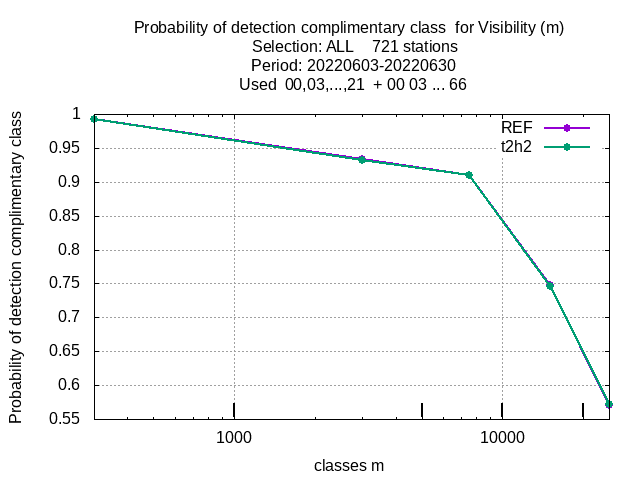 Probability of detection complimentary class  for Visibility (m)
Selection: ALL    721 stations
Period: 20220603-20220630
Used  00,03,...,21  + 00 03 ... 66
Probability of detection complimentary class
1
0.95
0.9
0.85
0.8
0.75
0.7
0.65
0.6
0.55
REF
t2h2
1000
10000
classes m